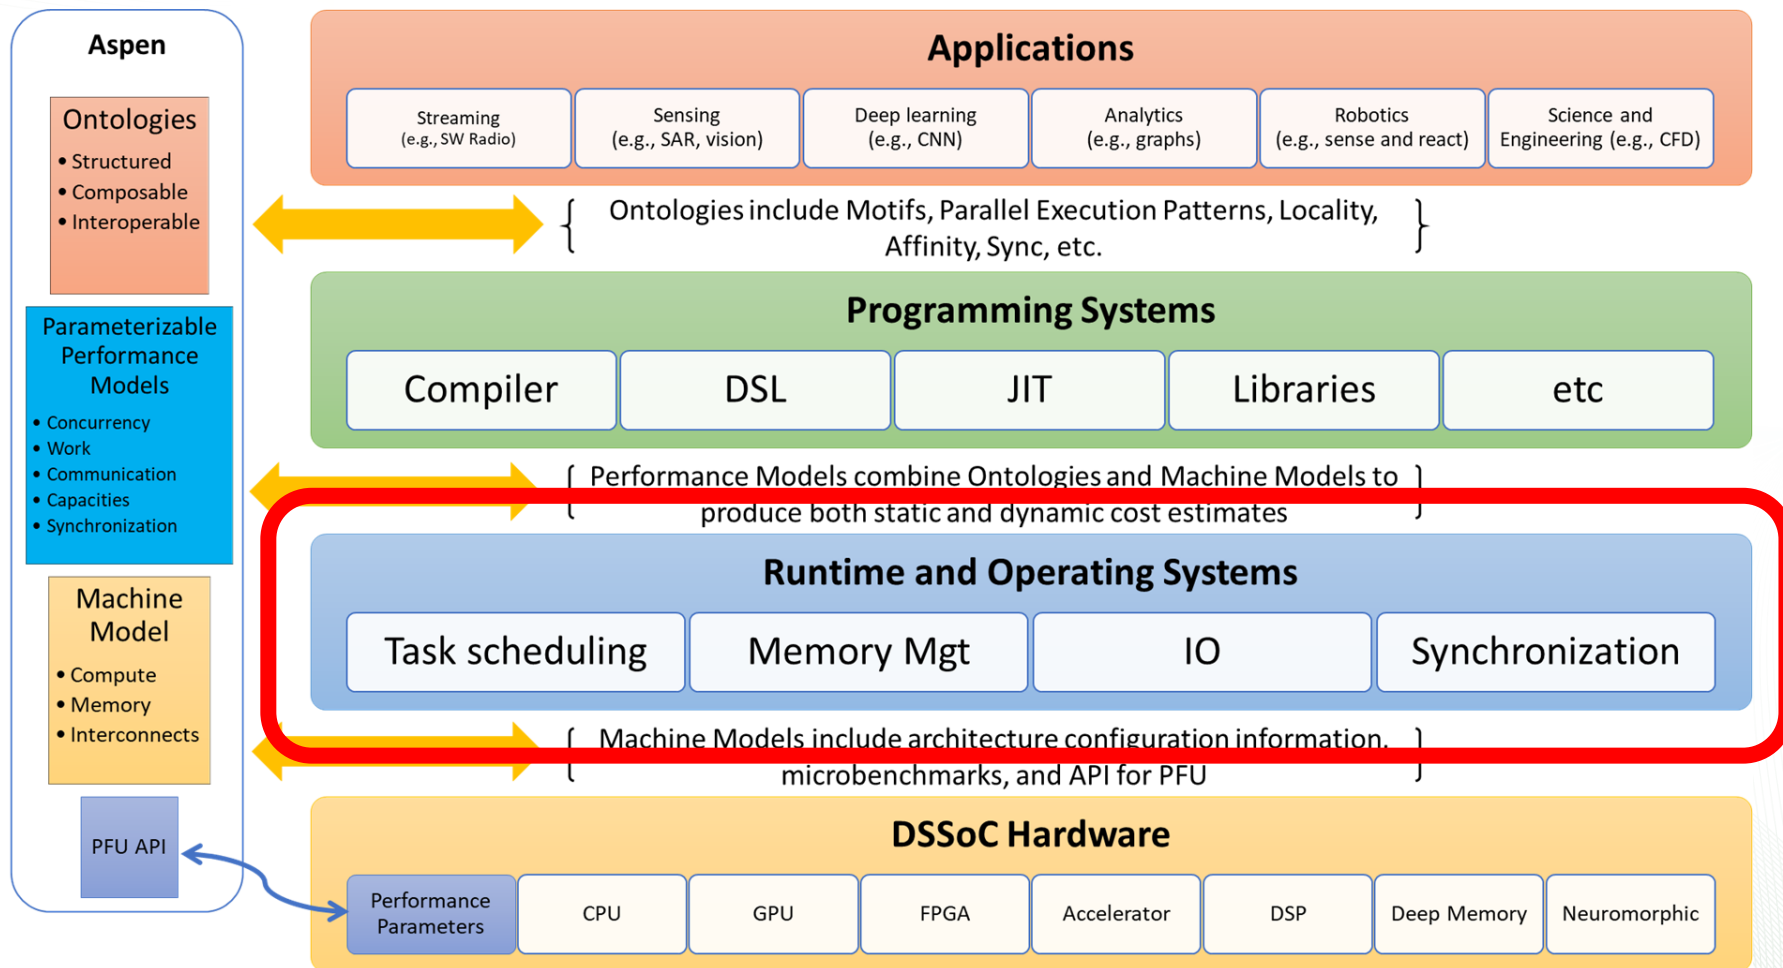 Aspen
Ontologies
• Structured
• Composable
• Interoperable
Parameterizable
Performance
Models
• Concurrency
• Work
• Communication
• Capacities
• Synchronization
Machine
Model
• Compute
• Memory
• Interconnects
PFU API
Applications
Streaming
(e.g., SW Radio)
Sensing
(e.g., SAR, vision)
Deep learning
(e.g., CNN)
Analytics
(e.g., graphs)
Robotics
(e.g., sense and react)
Science and
Engineering (e.g., CFD)
Ontologies include Motifs, Parallel Execution Patterns, Locality,
Affinity, Sync, etc.
Programming Systems
Compiler
DSL
JIT
Libraries
etc
Performance Models combine Ontologies and Machine Models to
produce both static and dynamic cost estimates
Runtime and Operating Systems
Task scheduling
Memory Mgt
IO
Synchronization
Machine Models include architecture configuration information,
microbenchmarks, and API for PFU
DSSoC Hardware
Performance
Parameters
CPU
GPU
FPGA
Accelerator
DSP
Deep Memory
Neuromorphic